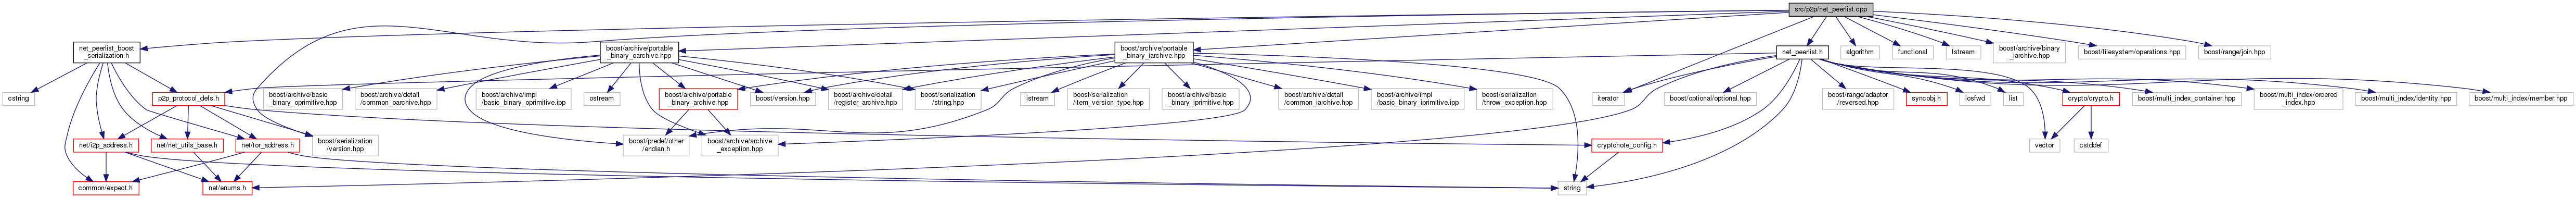 src/p2p/net_peerlist.cpp
net_peerlist_boost
_serialization.h
boost/archive/portable
_binary_oarchive.hpp
boost/archive/portable
_binary_iarchive.hpp
net_peerlist.h
algorithm
functional
fstream
boost/archive/binary
_iarchive.hpp
boost/filesystem/operations.hpp
boost/range/join.hpp
cstring
p2p_protocol_defs.h
boost/archive/basic
_binary_oprimitive.hpp
boost/archive/detail
/common_oarchive.hpp
boost/archive/impl
/basic_binary_oprimitive.ipp
ostream
boost/archive/portable
_binary_archive.hpp
boost/version.hpp
boost/archive/detail
/register_archive.hpp
boost/serialization
/string.hpp
istream
boost/serialization
/item_version_type.hpp
boost/archive/basic
_binary_iprimitive.hpp
boost/archive/detail
/common_iarchive.hpp
boost/archive/impl
/basic_binary_iprimitive.ipp
boost/serialization
/throw_exception.hpp
iterator
boost/optional/optional.hpp
boost/range/adaptor
/reversed.hpp
syncobj.h
iosfwd
list
crypto/crypto.h
boost/multi_index_container.hpp
boost/multi_index/ordered
_index.hpp
boost/multi_index/identity.hpp
boost/multi_index/member.hpp
net/i2p_address.h
net/net_utils_base.h
net/tor_address.h
boost/serialization
/version.hpp
boost/predef/other
/endian.h
boost/archive/archive
_exception.hpp
cryptonote_config.h
vector
cstddef
common/expect.h
net/enums.h
string